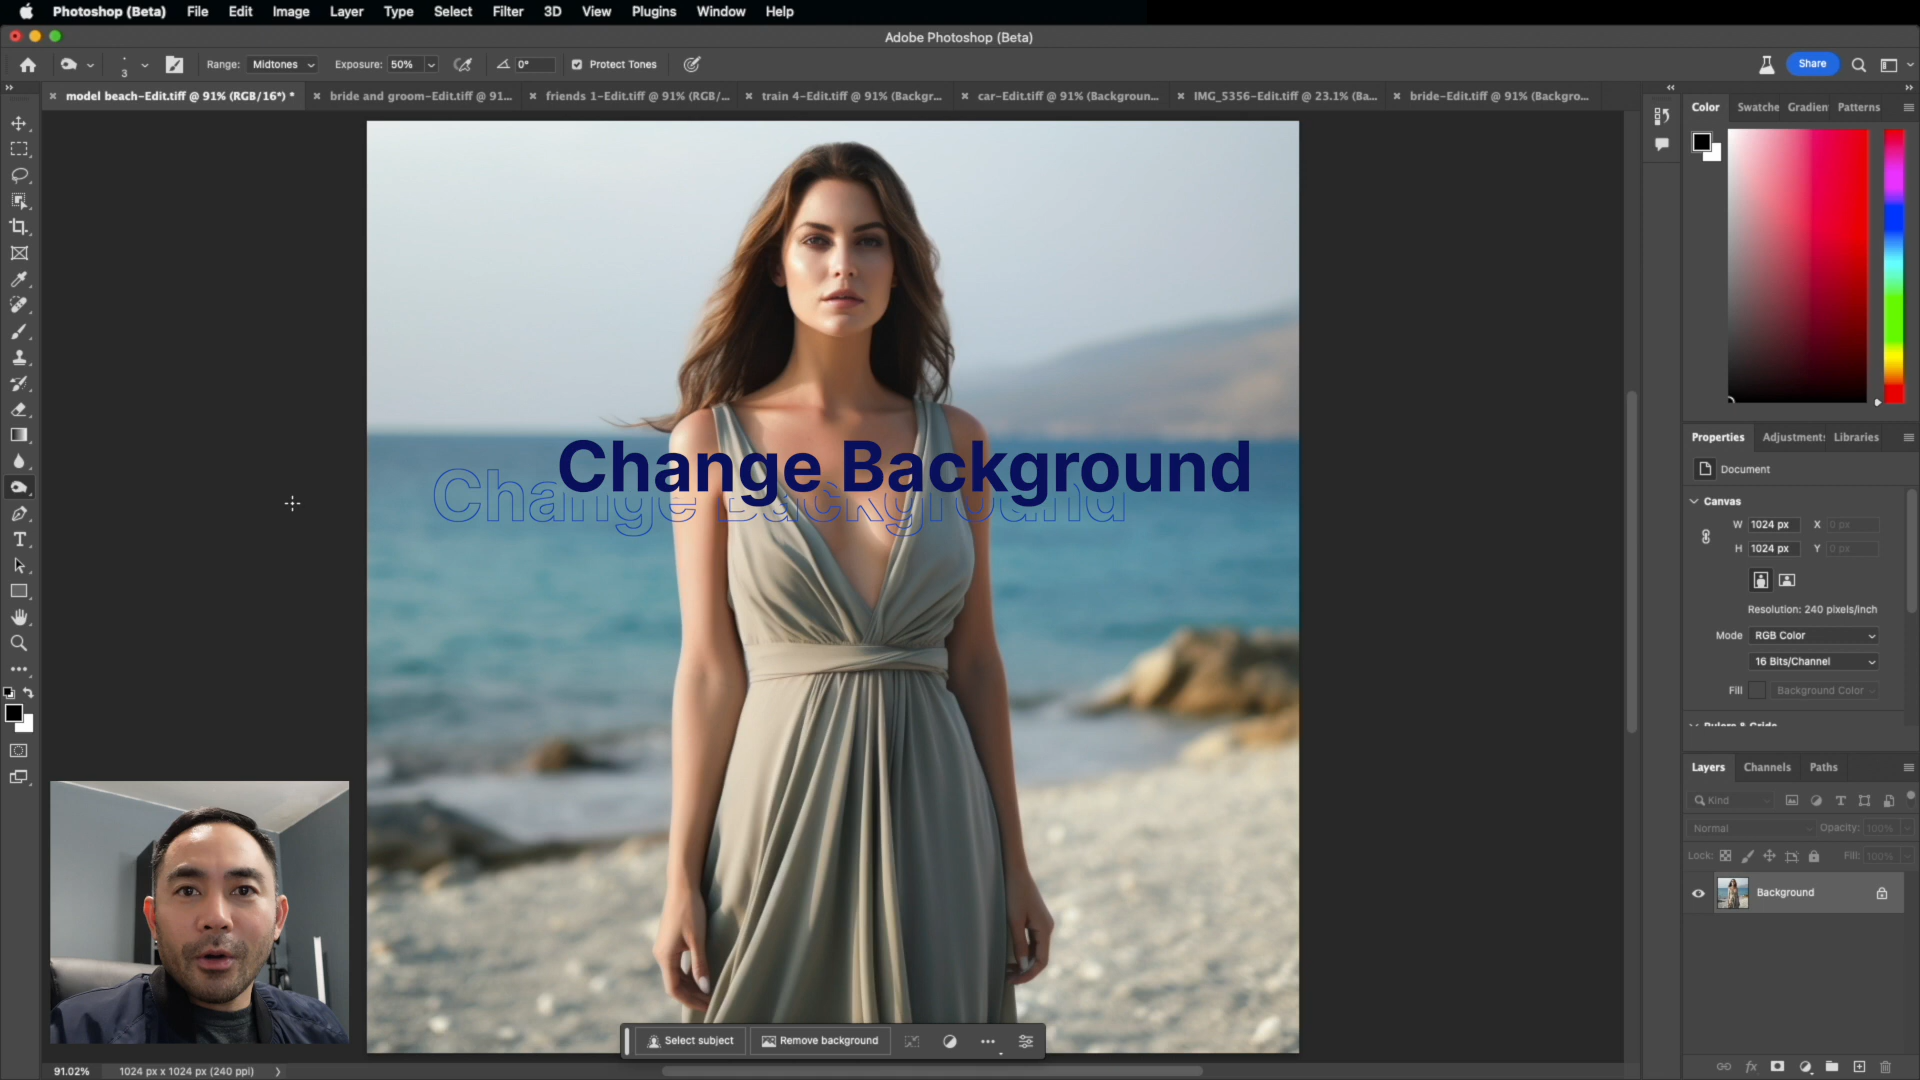 Photoshop (Beta) File Edit Image Layer Type Select Filter 3D View Plugins Window Help
Adobe Photoshop (Beta)
3 Range: Midtones Exposure: 50% 0° Protect Tones Share
model beach-Edit.tiff @ 91% (RGB/16*) * bride and groom-Edit.tiff @ 91... friends 1-Edit.tiff @ 91% (RGB/... train 4-Edit.tiff @ 91% (Backgr... car-Edit.tiff @ 91% (Backgroun... IMG_5356-Edit.tiff @ 23.1% (Ba... bride-Edit.tiff @ 91% (Backgro...
Color Swatche Gradien Patterns
Change Background
Change Background
Properties Adjustment: Libraries
Document
Canvas
W 1024 px X 0 px
H 1024 px Y 0 px
Resolution: 240 pixels/inch
Mode RGB Color
16 Bits/Channel
Fill Background Color
Rulers & Grids
Layers Channels Paths
Kind
Normal Opacity: 100%
Lock: Fill: 100%
Background
Select subject Remove background
91.02% 1024 px x 1024 px (240 ppi)